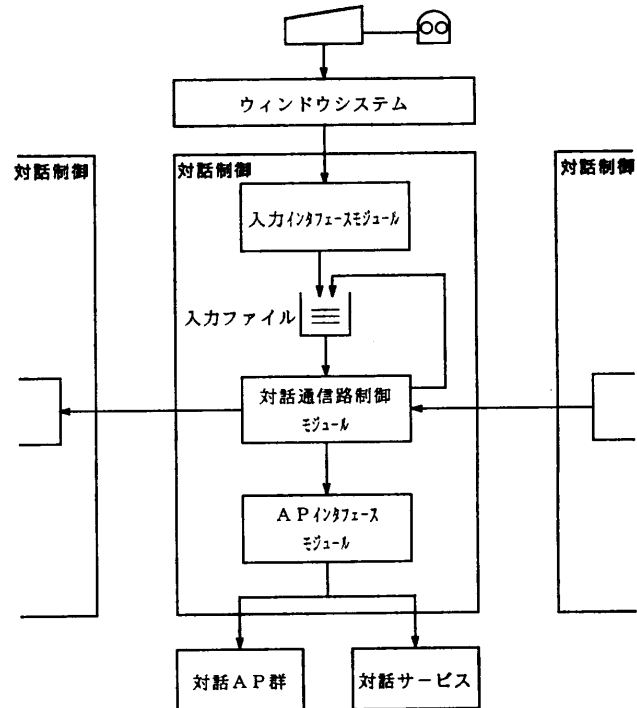 ウィンドウシステム
対話制御
対話制御
対話制御
入力インタフェースモジュール
入力ファイル
対話通信路制御
モジュール
APインタフェース
モジュール
対話AP群
対話サービス